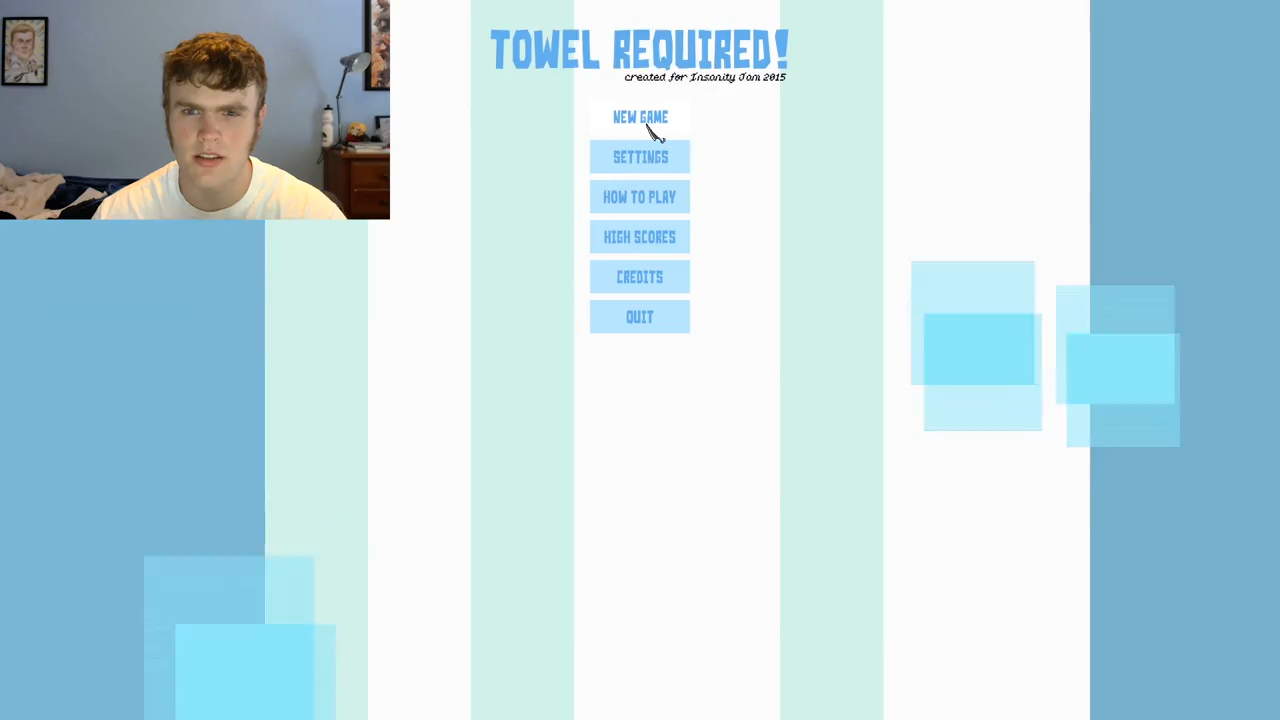 TOWEL REQUIRED!
created for Insanity Jam 2015
NEW GAME
SETTINGS
HOW TO PLAY
HIGH SCORES
CREDITS
QUIT